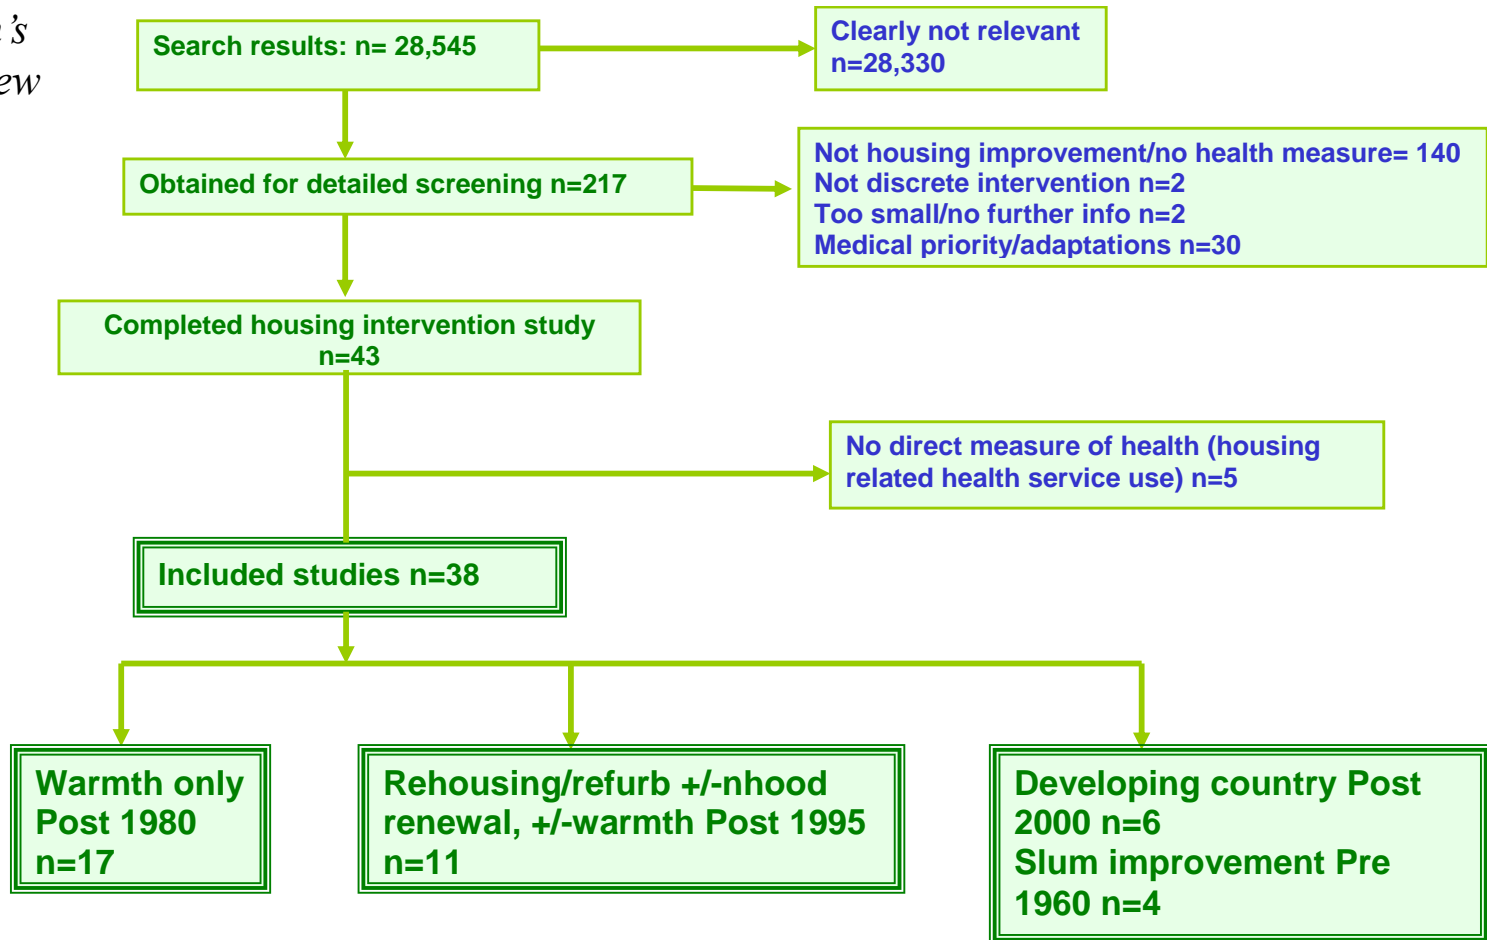 's
ew
Search results: n= 28,545
Clearly not relevant
n=28,330
Obtained for detailed screening n=217
Not housing improvement/no health measure= 140
Not discrete intervention n=2
Too small/no further info n=2
Medical priority/adaptations n=30
Completed housing intervention study
n=43
No direct measure of health (housing
related health service use) n=5
Included studies n=38
Warmth only
Post 1980
n=17
Rehousing/refurb +/-nhood
renewal, +/-warmth Post 1995
n=11
Developing country Post
2000 n=6
Slum improvement Pre
1960 n=4